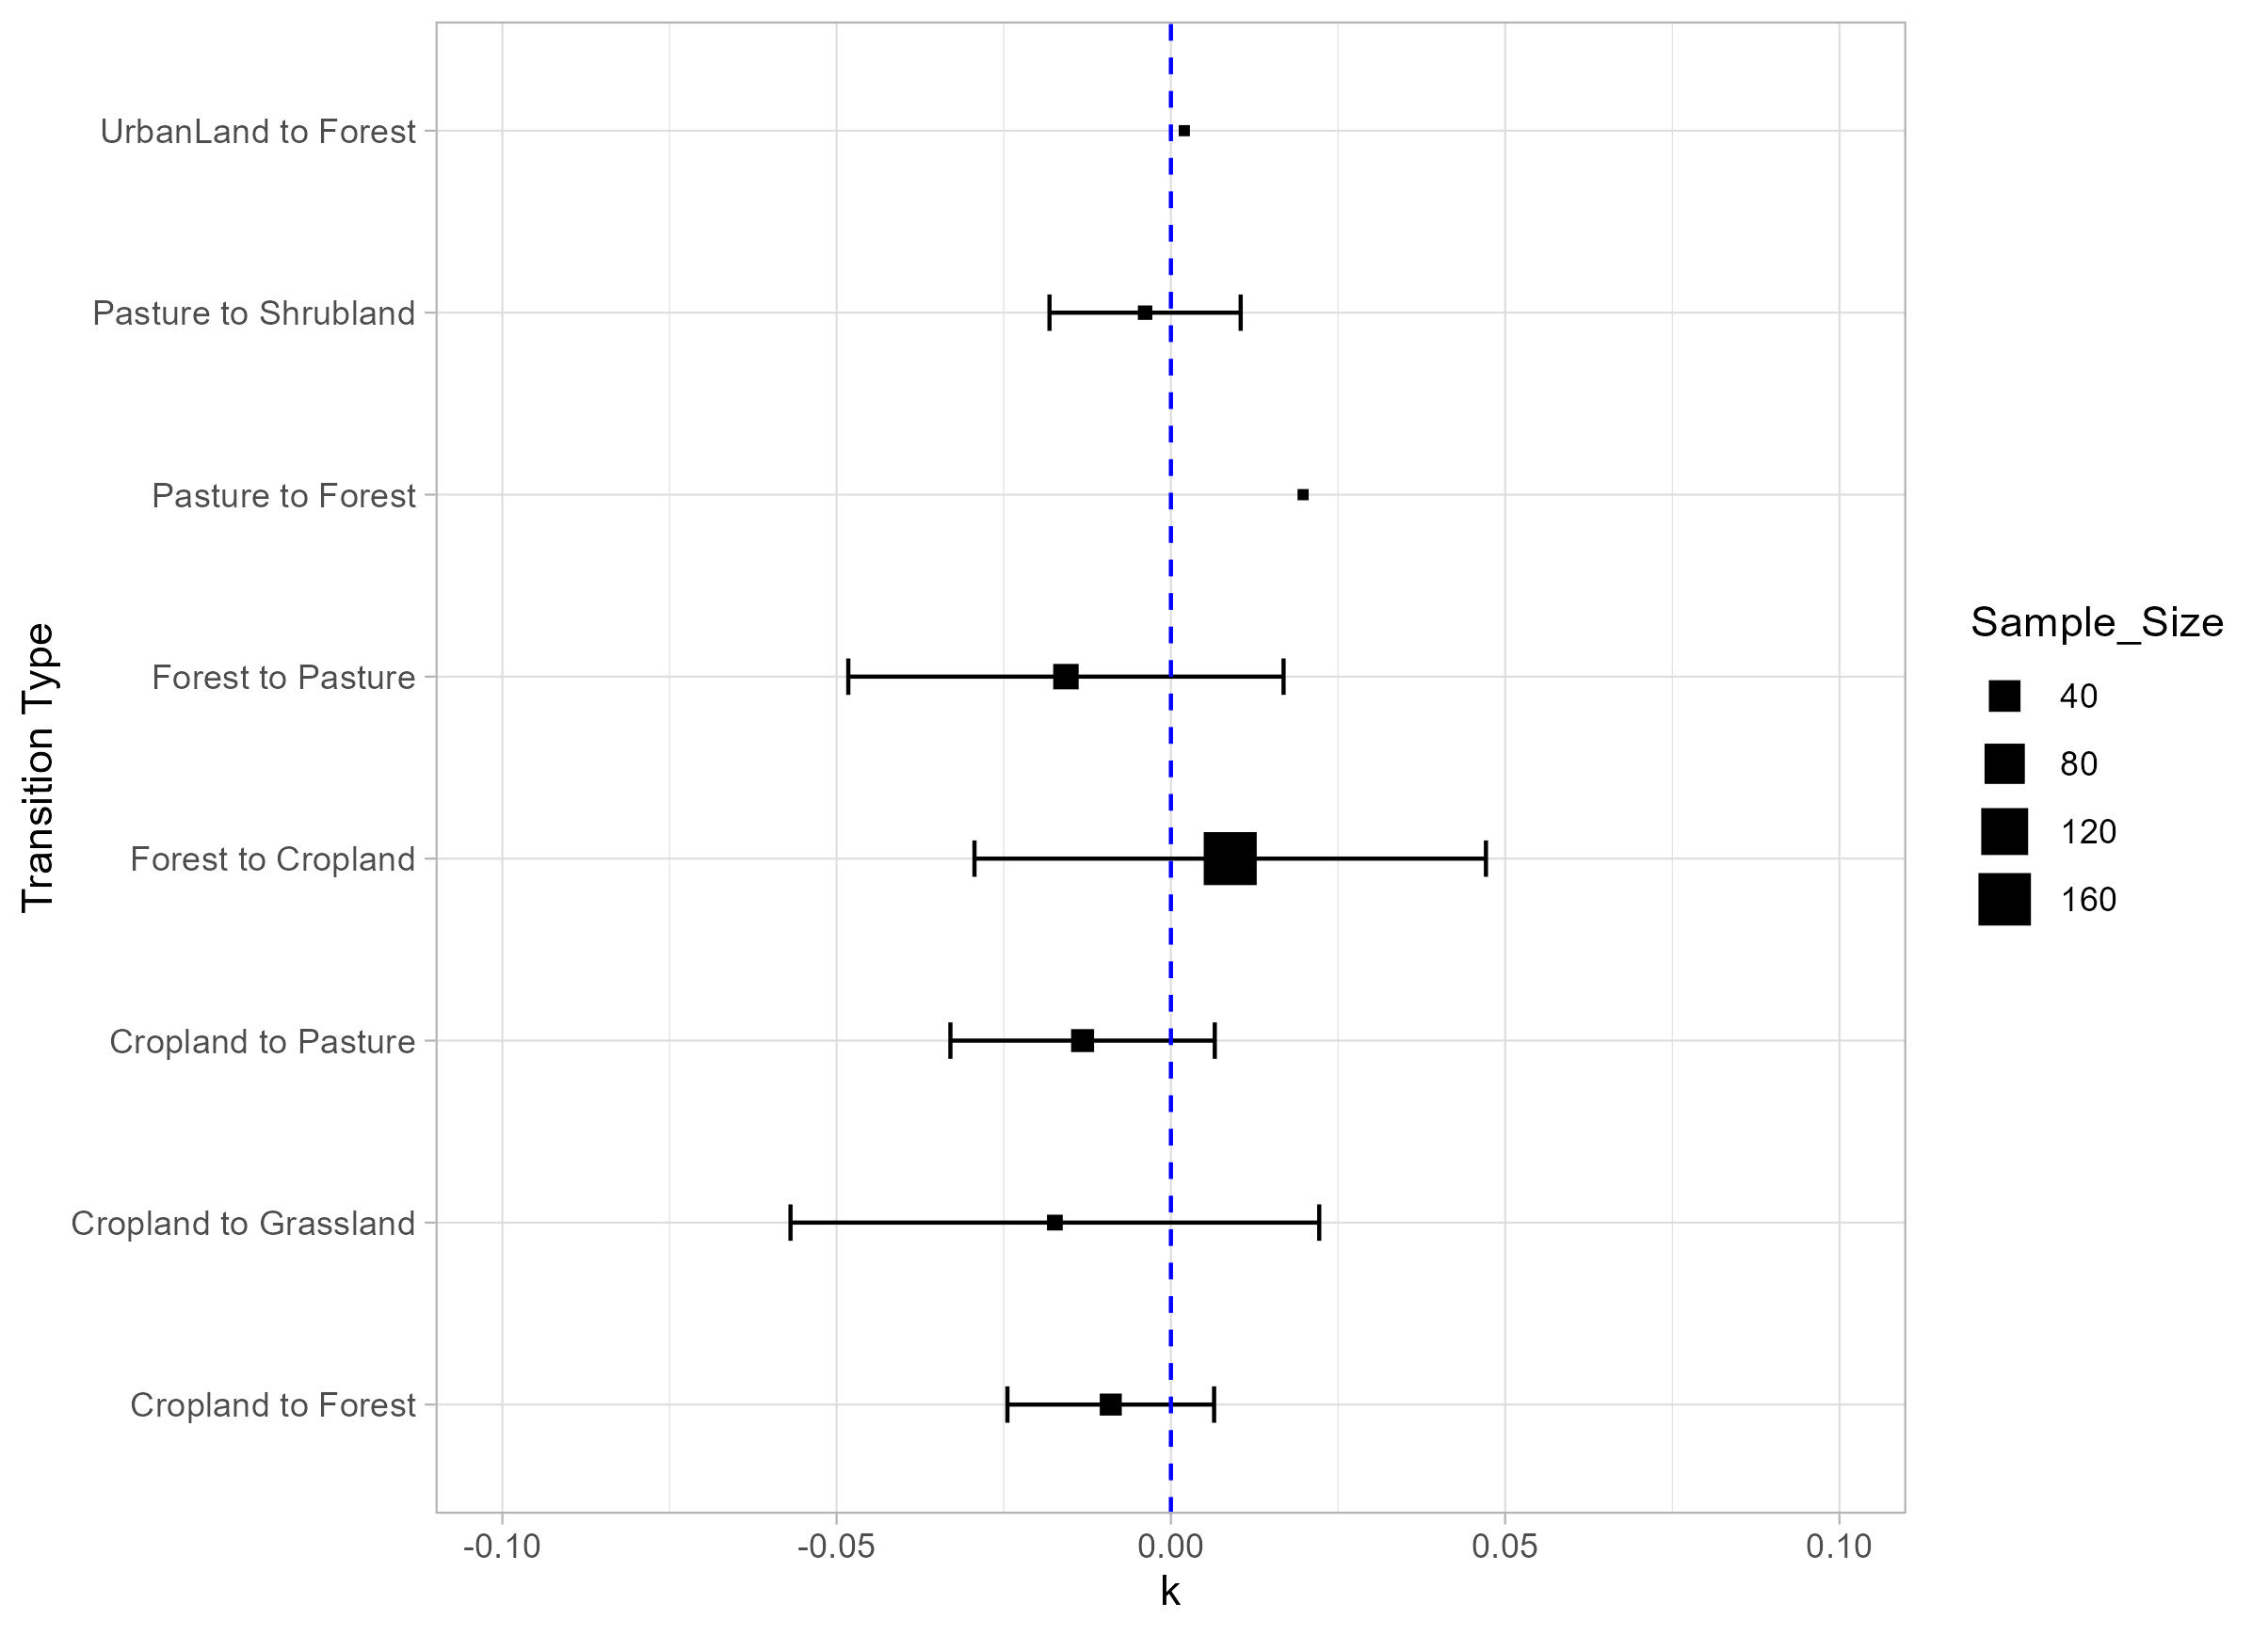 UrbanLand to Forest
Pasture to Shrubland
Pasture to Forest
Forest to Pasture
Forest to Cropland
Cropland to Pasture
Cropland to Grassland
Cropland to Forest
Transition Type
-0.10
-0.05
0.00
0.05
0.10
k
Sample_Size
40
80
120
160